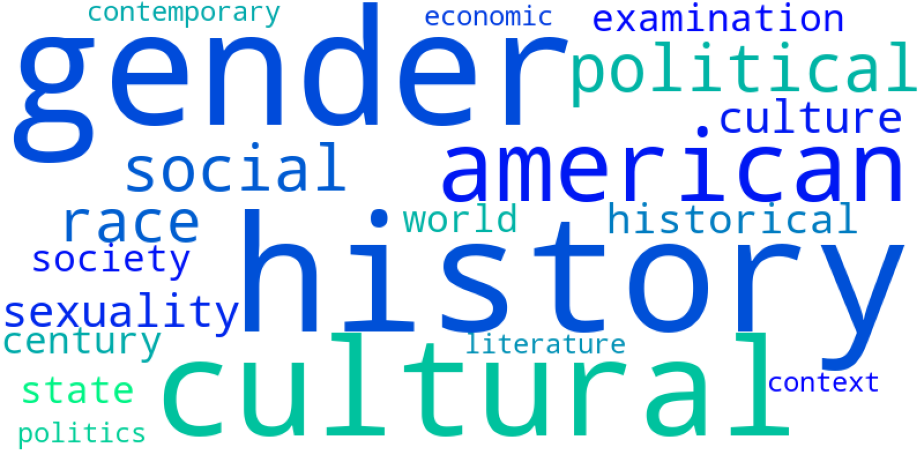 contemporary
economic
examination
gender
political
culture
social
american
race
world
historical
society
history
sexuality
century
literature
cultural
state
context
politics